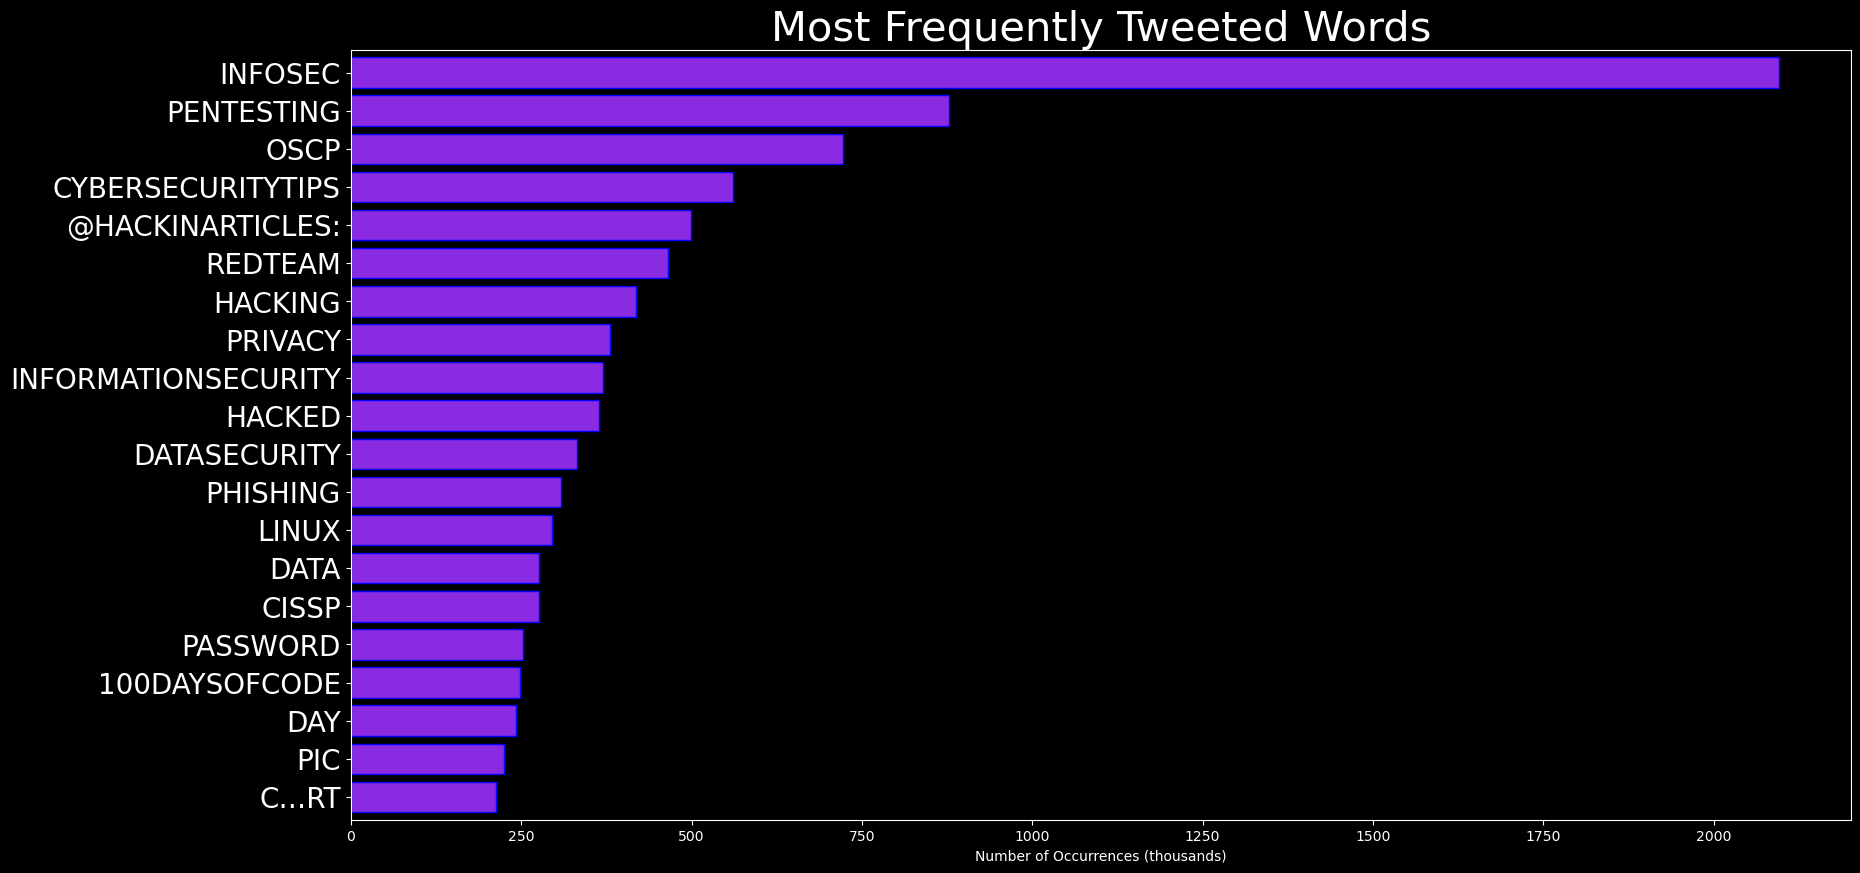 Most Frequently Tweeted Words
INFOSEC
PENTESTING
OSCP
CYBERSECURITYTIPS
@HACKINARTICLES:
REDTEAM
HACKING
PRIVACY
INFORMATIONSECURITY
HACKED
DATASECURITY
PHISHING
LINUX
DATA
CISSP
PASSWORD
100DAYSOFCODE
DAY
PIC
C…RT
0 250 500 750 1000 1250 1500 1750 2000
Number of Occurrences (thousands)